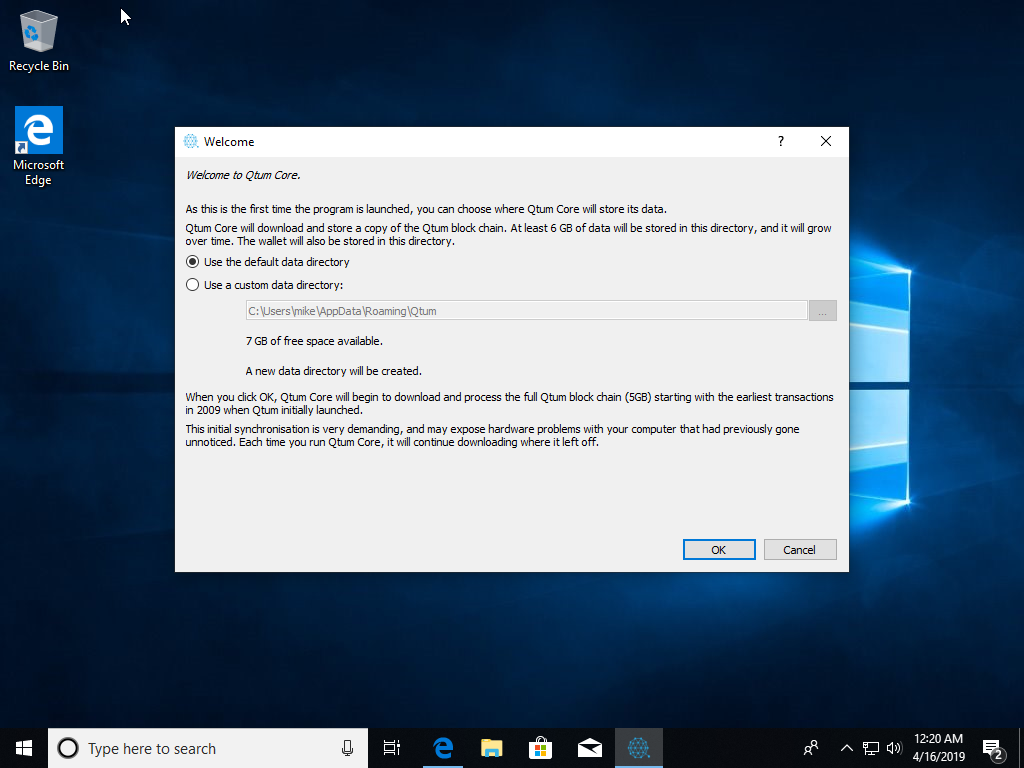 Recycle Bin
Microsoft
Edge
Welcome
?
Welcome to Qtum Core.
As this is the first time the program is launched, you can choose where Qtum Core will store its data.
Qtum Core will download and store a copy of the Qtum block chain. At least 6 GB of data will be stored in this directory, and it will grow
over time. The wallet will also be stored in this directory.
Use the default data directory
Use a custom data directory:
C:\Users\mike\AppData\Roaming\Qtum
...
7 GB of free space available.
A new data directory will be created.
When you click OK, Qtum Core will begin to download and process the full Qtum block chain (5GB) starting with the earliest transactions
in 2009 when Qtum initially launched.
This initial synchronisation is very demanding, and may expose hardware problems with your computer that had previously gone
unnoticed. Each time you run Qtum Core, it will continue downloading where it left off.
OK
Cancel
Type here to search
12:20 AM
4/16/2019
2